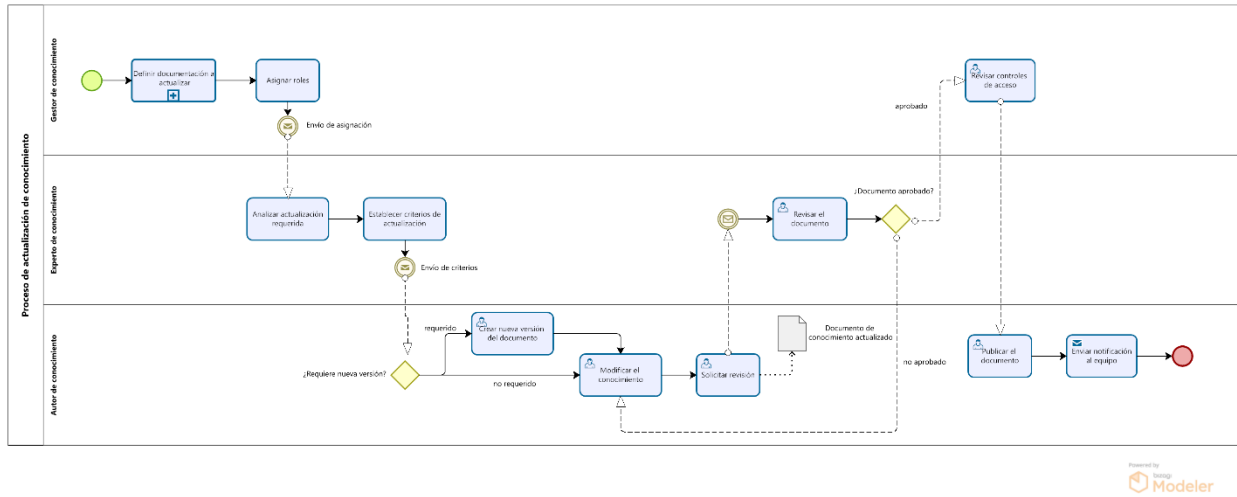 Proceso de actualización de conocimiento
Gestor de conocimiento
Definir documentación a
actualizar
Asignar roles
Envío de asignación
Revisar controles
de acceso
aprobado
Experto de conocimiento
Analizar actualización
requerida
Establecer criterios de
actualización
Envío de criterios
Revisar el
documento
¿Documento aprobado?
Autor de conocimiento
¿Requiere nueva versión?
requerido
Crear nueva versión
del documento
no requerido
Modificar el
conocimiento
Solicitar revisión
Documento de
conocimiento actualizado
no aprobado
Publicar el
documento
Enviar notificación
al equipo
Powered by
bizagi
Modeler